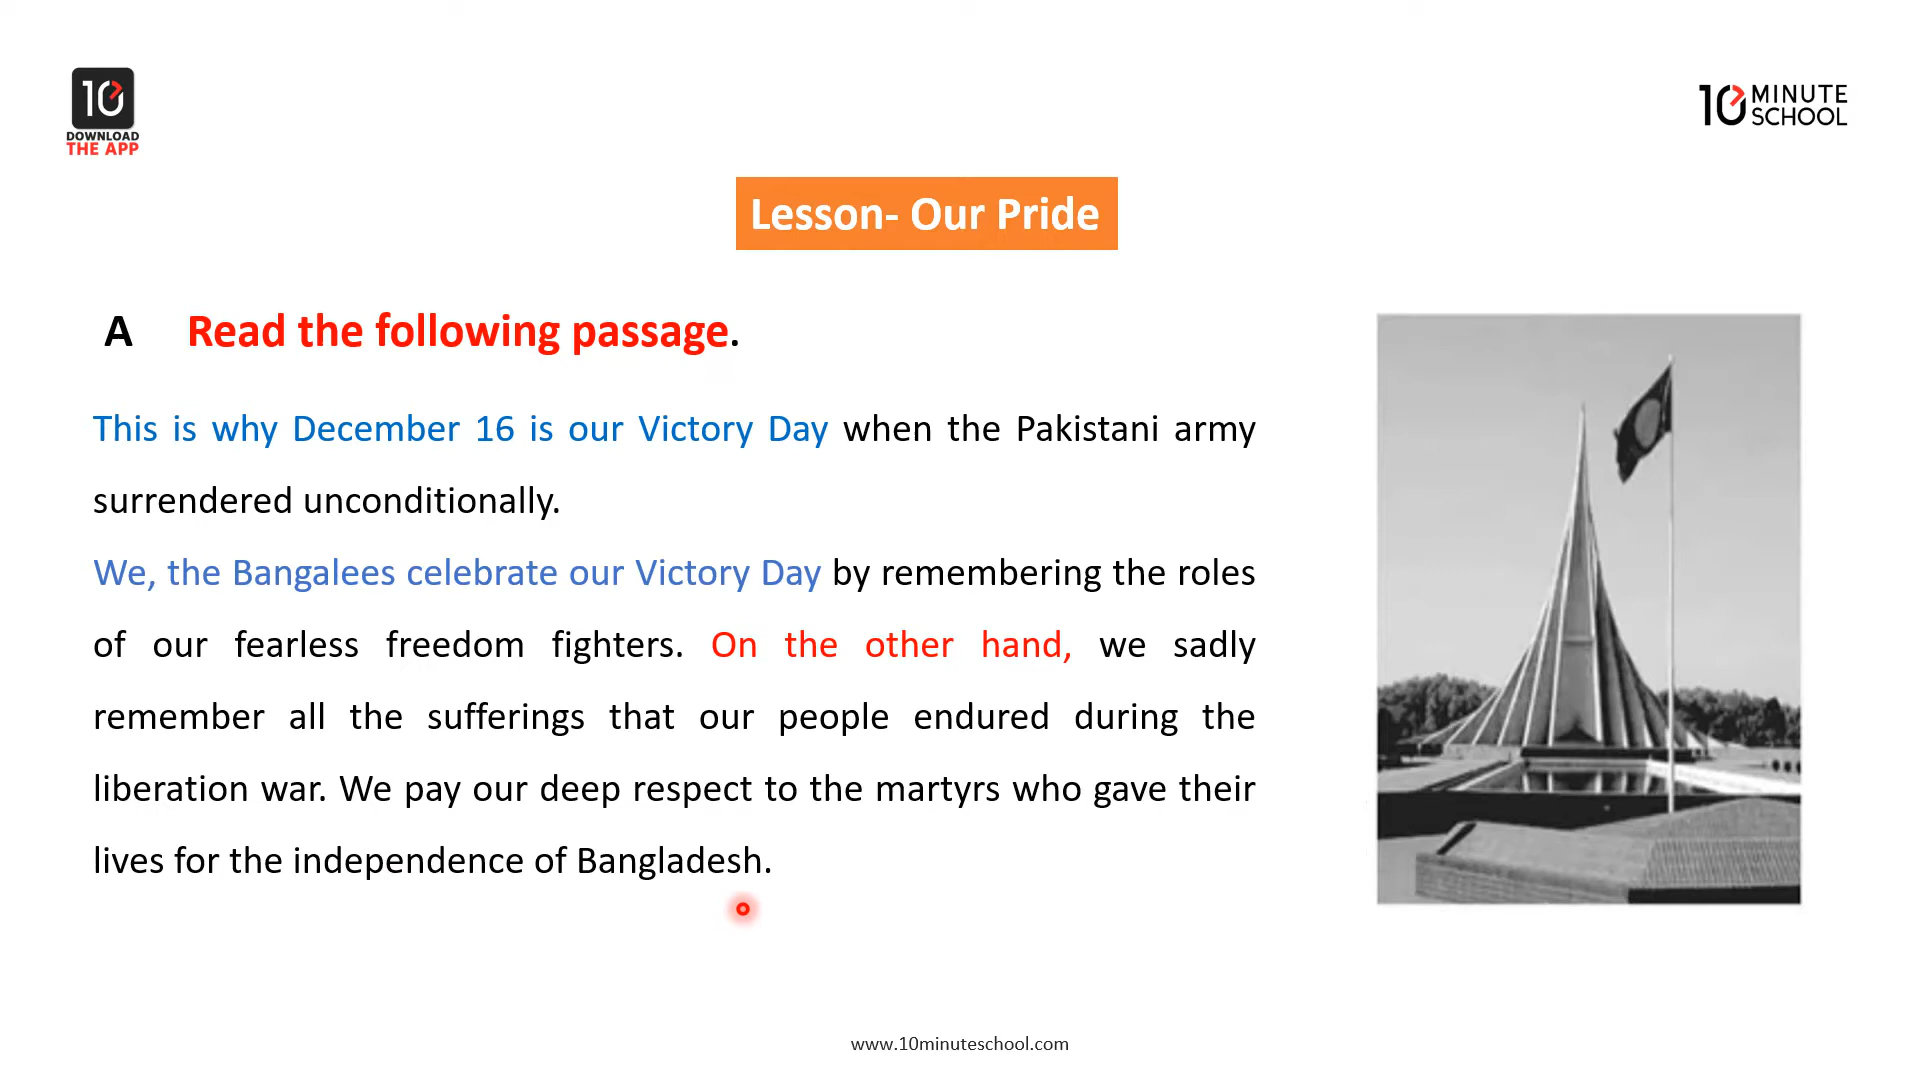 10
DOWNLOAD
THE APP
10 MINUTE
SCHOOL
Lesson- Our Pride
A Read the following passage.
This is why December 16 is our Victory Day when the Pakistani army
surrendered unconditionally.
We, the Bangalees celebrate our Victory Day by remembering the roles
of our fearless freedom fighters. On the other hand, we sadly
remember all the sufferings that our people endured during the
liberation war. We pay our deep respect to the martyrs who gave their
lives for the independence of Bangladesh.
www.10minuteschool.com